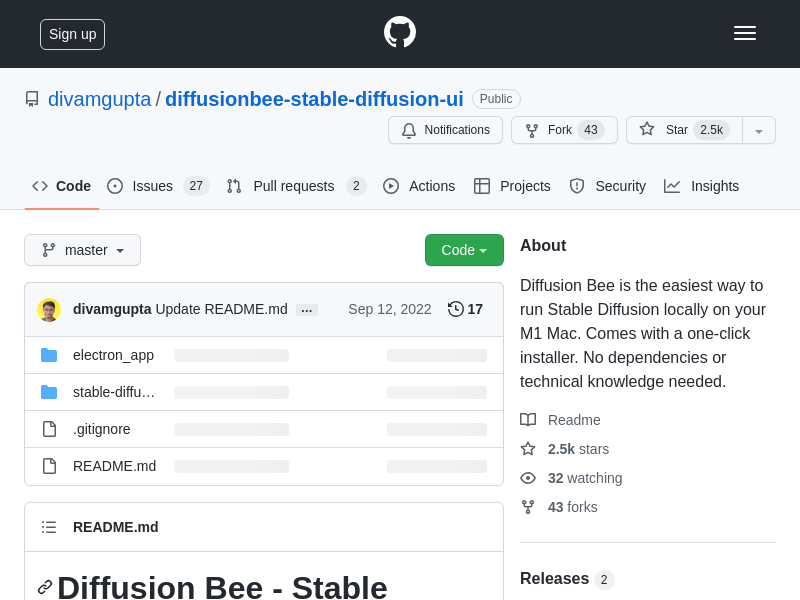 Sign up
divamgupta / diffusionbee-stable-diffusion-ui Public
Notifications Fork 43 Star 2.5k
Code Issues 27 Pull requests 2 Actions Projects Security Insights
master Code
divamgupta Update README.md ... Sep 12, 2022 17
electron_app
stable-diffu…
.gitignore
README.md
README.md
Diffusion Bee - Stable
About
Diffusion Bee is the easiest way to
run Stable Diffusion locally on your
M1 Mac. Comes with a one-click
installer. No dependencies or
technical knowledge needed.
Readme
2.5k stars
32 watching
43 forks
Releases 2